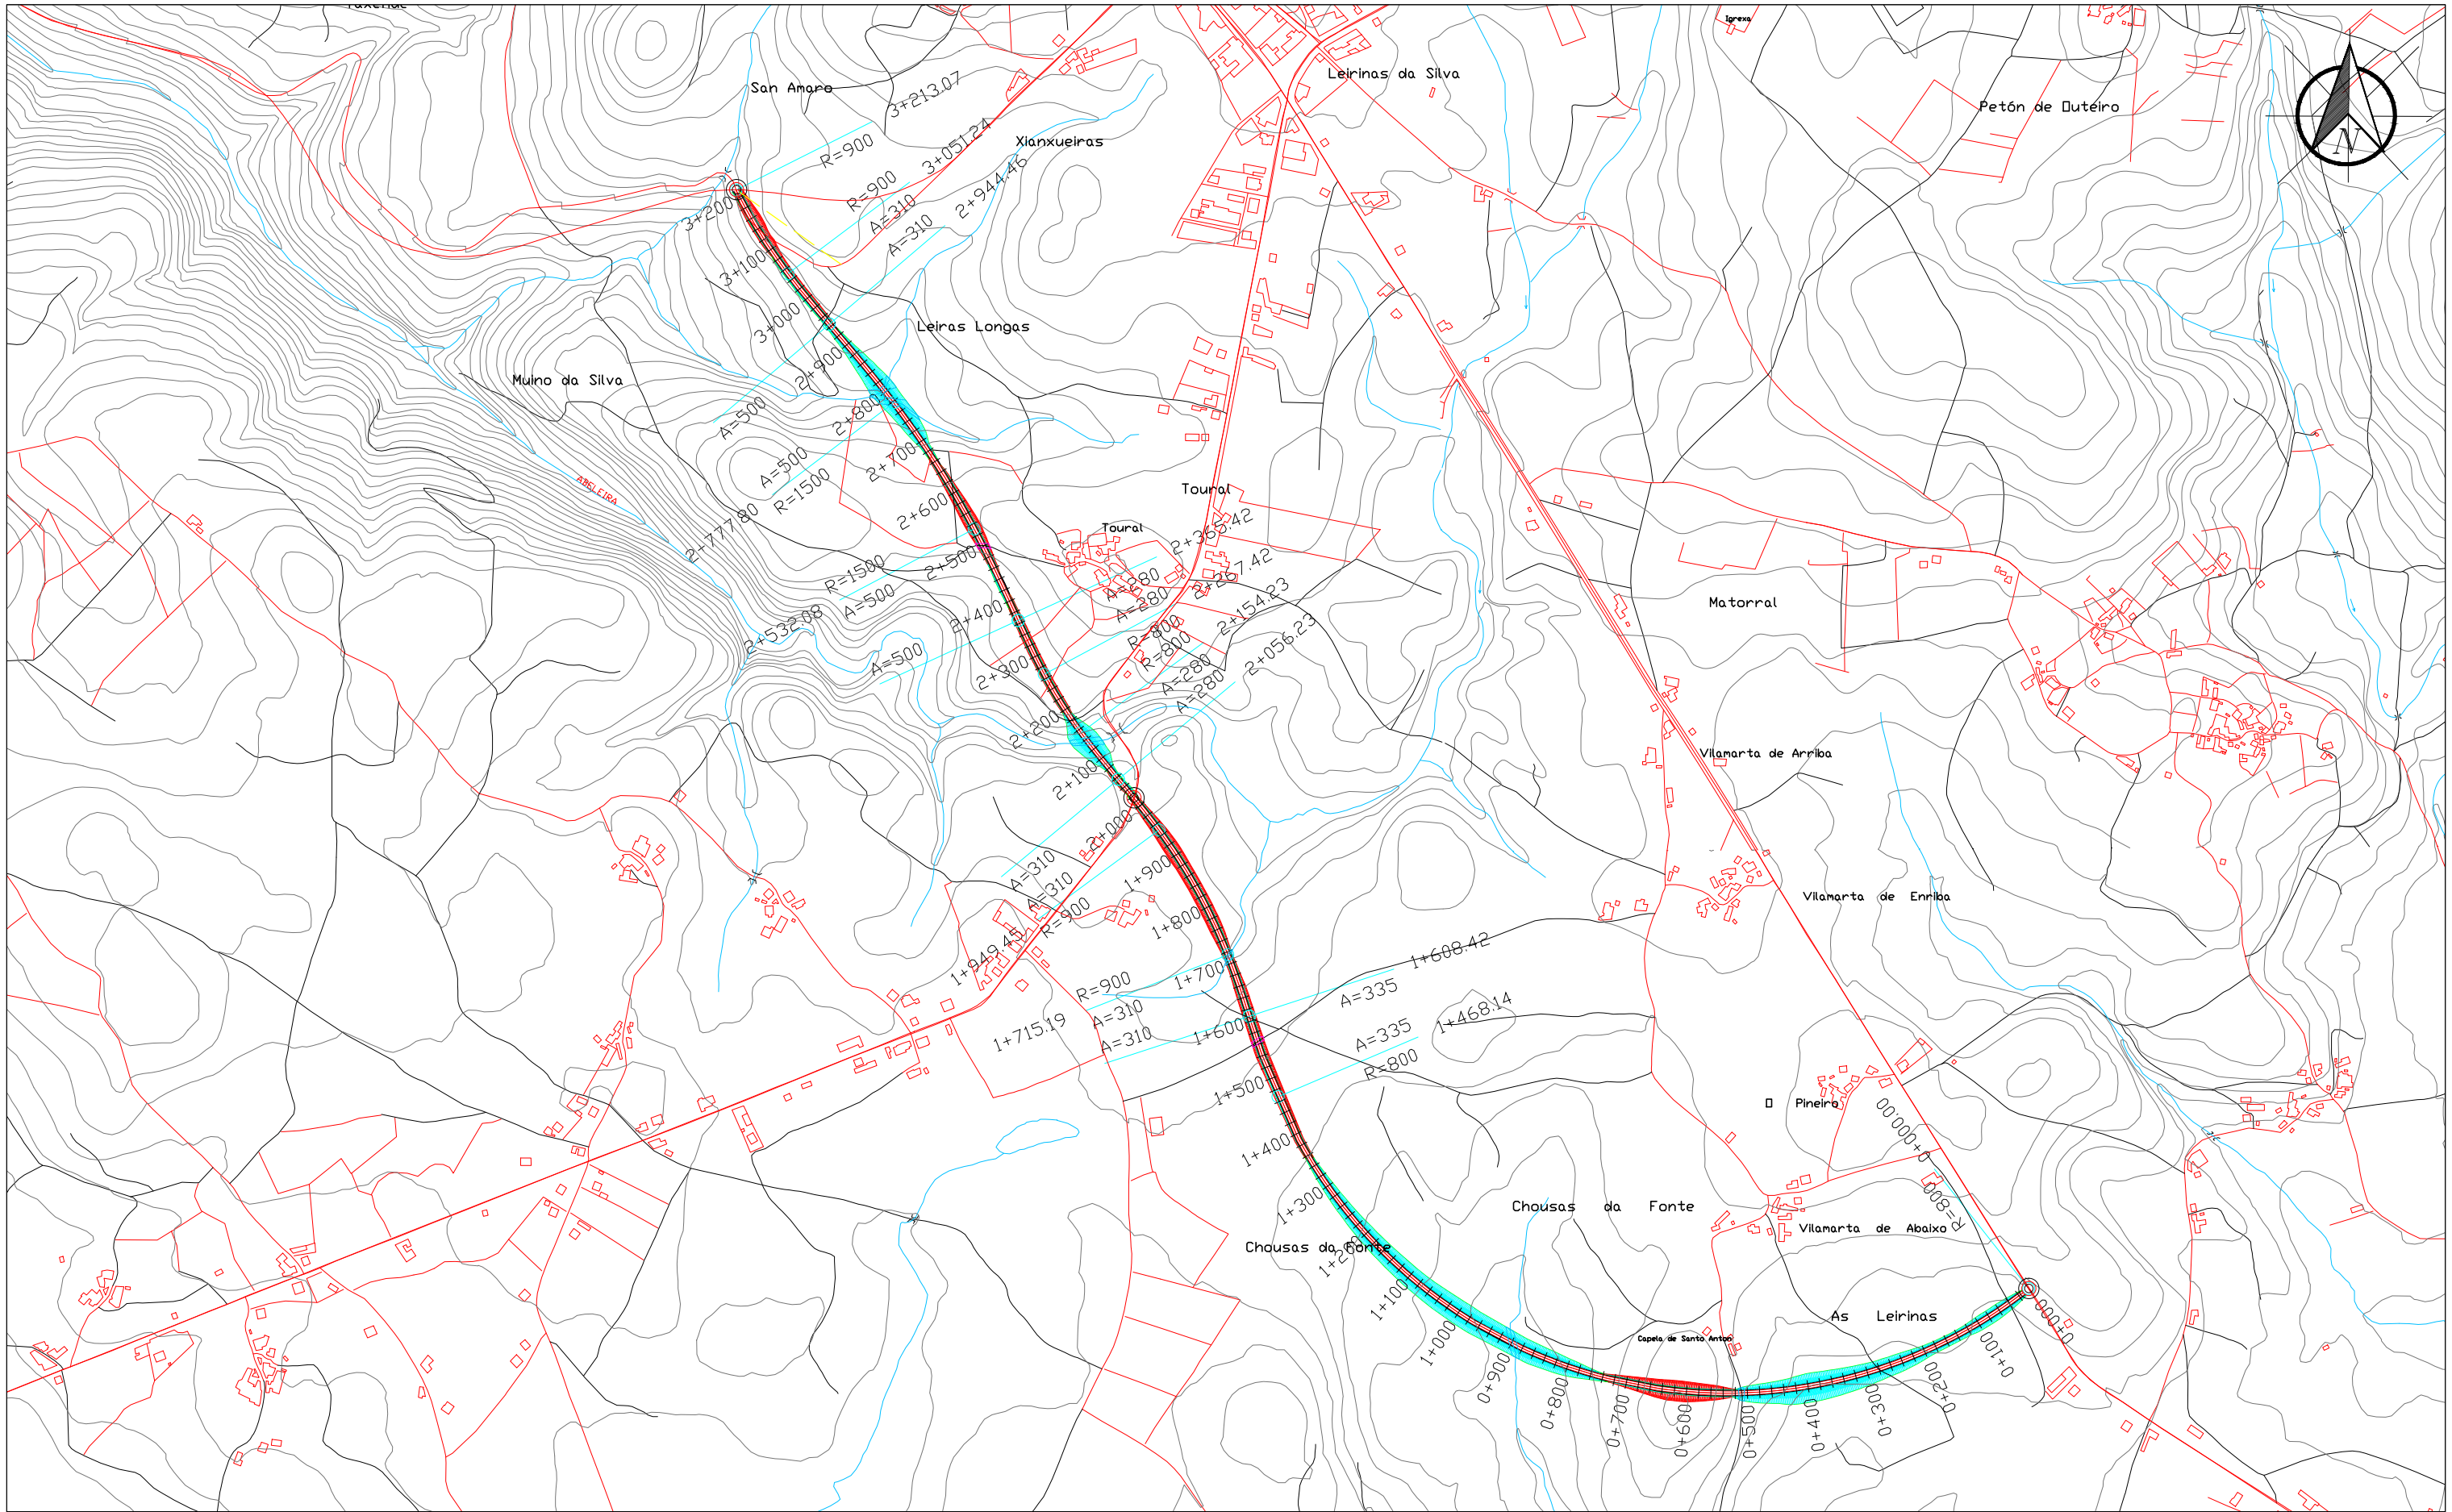 Igrexa
Leirinas da Silva
San Amaro
3+213.07
Petón de Outeiro
N
Xianxueiras
3+051.24
R=900
2+944.46
R=900
A=310
A=310
3+200
3+100
3+000
Leiras Longas
2+900
Muino da Silva
2+800
A=500
2+700
A=500
R=1500
Toural
ABELEIRA
2+600
Toural
2+365.42
2+777.80
2+500
2+267.42
R=1500
A=280
A=500
A=280
2+154.23
Matorral
2+400
2+532.08
R=800
R=800
2+056.23
A=500
2+300
A=280
A=280
2+200
Vilamarta de Arriba
2+100
2+000
A=310
A=310
1+900
Vilamarta de Enriba
R=900
1+800
1+949.45
1+608.42
1+700
R=900
A=335
A=310
1+468.14
1+715.19
A=310
1+600
A=335
R=800
1+500
Pineiro
0+000.00
1+400
R=800
1+300
Chousas da Fonte
Vilamarta de Abaixo
Chousas da Fonte
1+200
1+100
As Leirinas
0+000
Capela de Santo Anton
1+000
0+900
0+800
0+700
0+600
0+500
0+400
0+300
0+200
0+100